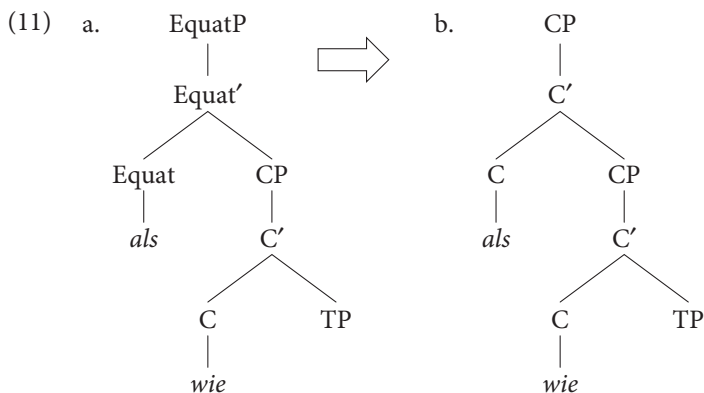 (11) a. EquatP b. CP
Equat′ C′
Equat CP C CP
als C′ als C′
C TP C TP
wie wie